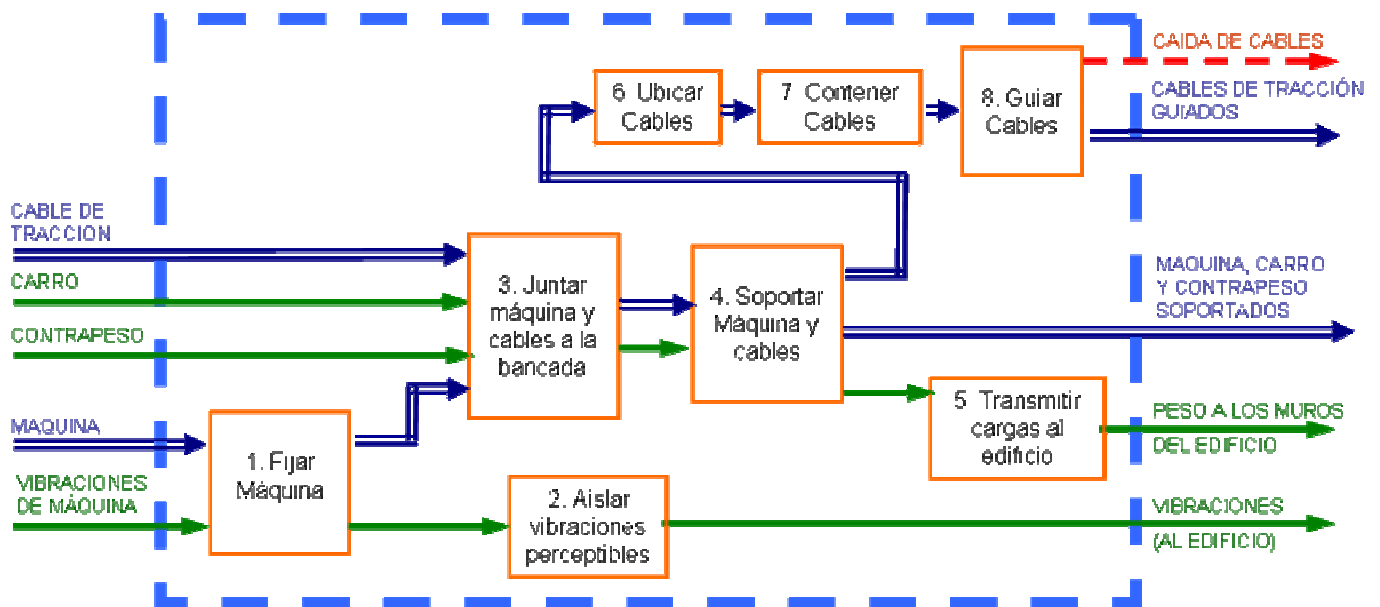 CAIDA DE CABLES
CABLES DE TRACCIÓN
GUIADOS
6 Ubicar
Cables
7 Contener
Cables
8. Guiar
Cables
CABLE DE
TRACCION
CARRO
CONTRAPESO
3. Juntar
máquina y
cables a la
bancada
4. Soportar
Máquina y
cables
MAQUINA, CARRO
Y CONTRAPESO
SOPORTADOS
MAQUINA
VIBRACIONES
DE MÁQUINA
1. Fijar
Máquina
2. Aislar
vibraciones
perceptibles
5 Transmitir
cargas al
edificio
PESO A LOS MUROS
DEL EDIFICIO
VIBRACIONES
(AL EDIFICIO)